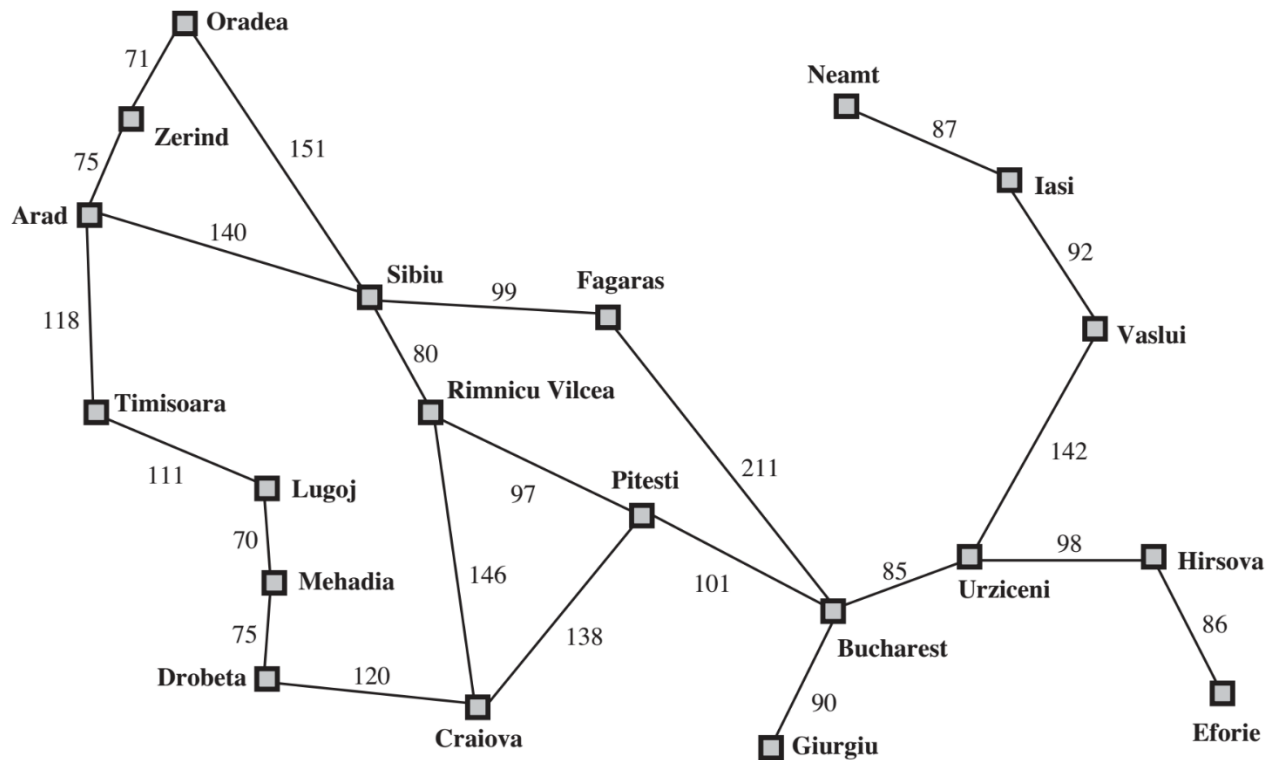 Oradea
71
Neamt
87
Zerind
151
75
Iasi
Arad
140
92
Sibiu
Fagaras
99
118
Vaslui
80
Timisoara
Rimnicu Vilcea
142
211
111
Lugoj
97
Pitesti
70
98
Hirsova
Mehadia
146
101
85
Urziceni
75
138
86
Bucharest
Drobeta
120
90
Craiova
Giurgiu
Eforie